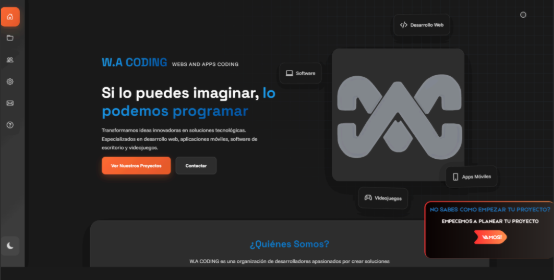 Desarrollo Web
W.A CODING WEBS AND APPS CODING
Software
Si lo puedes imaginar, lo
podemos programar
Transformamos ideas innovadoras en soluciones tecnológicas.
Especializados en desarrollo web, aplicaciones móviles, software de
escritorio y videojuegos.
Ver Nuestros Proyectos
Contactar
Apps Móviles
Videojuegos
NO SABES COMO EMPEZAR TU PROYECTO?
EMPECEMOS A PLANEAR TU PROYECTO
VAMOS!
¿Quiénes Somos?
W.A CODING es una organización de desarrolladores apasionados por crear soluciones